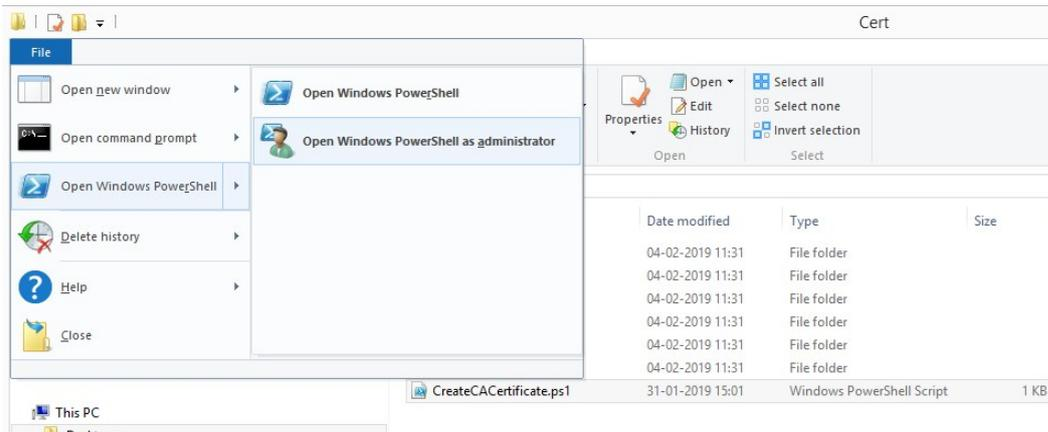 Cert
File
Open new window
Open command prompt
Open Windows PowerShell
Delete history
Help
Close
Open Windows PowerShell
Open Windows PowerShell as administrator
Properties
Open
Edit
History
Open
Select all
Select none
Invert selection
Select
Date modified Type Size
04-02-2019 11:31 File folder
04-02-2019 11:31 File folder
04-02-2019 11:31 File folder
04-02-2019 11:31 File folder
04-02-2019 11:31 File folder
04-02-2019 11:31 File folder
CreateCACertificate.ps1 31-01-2019 15:01 Windows PowerShell Script 1 KB
This PC